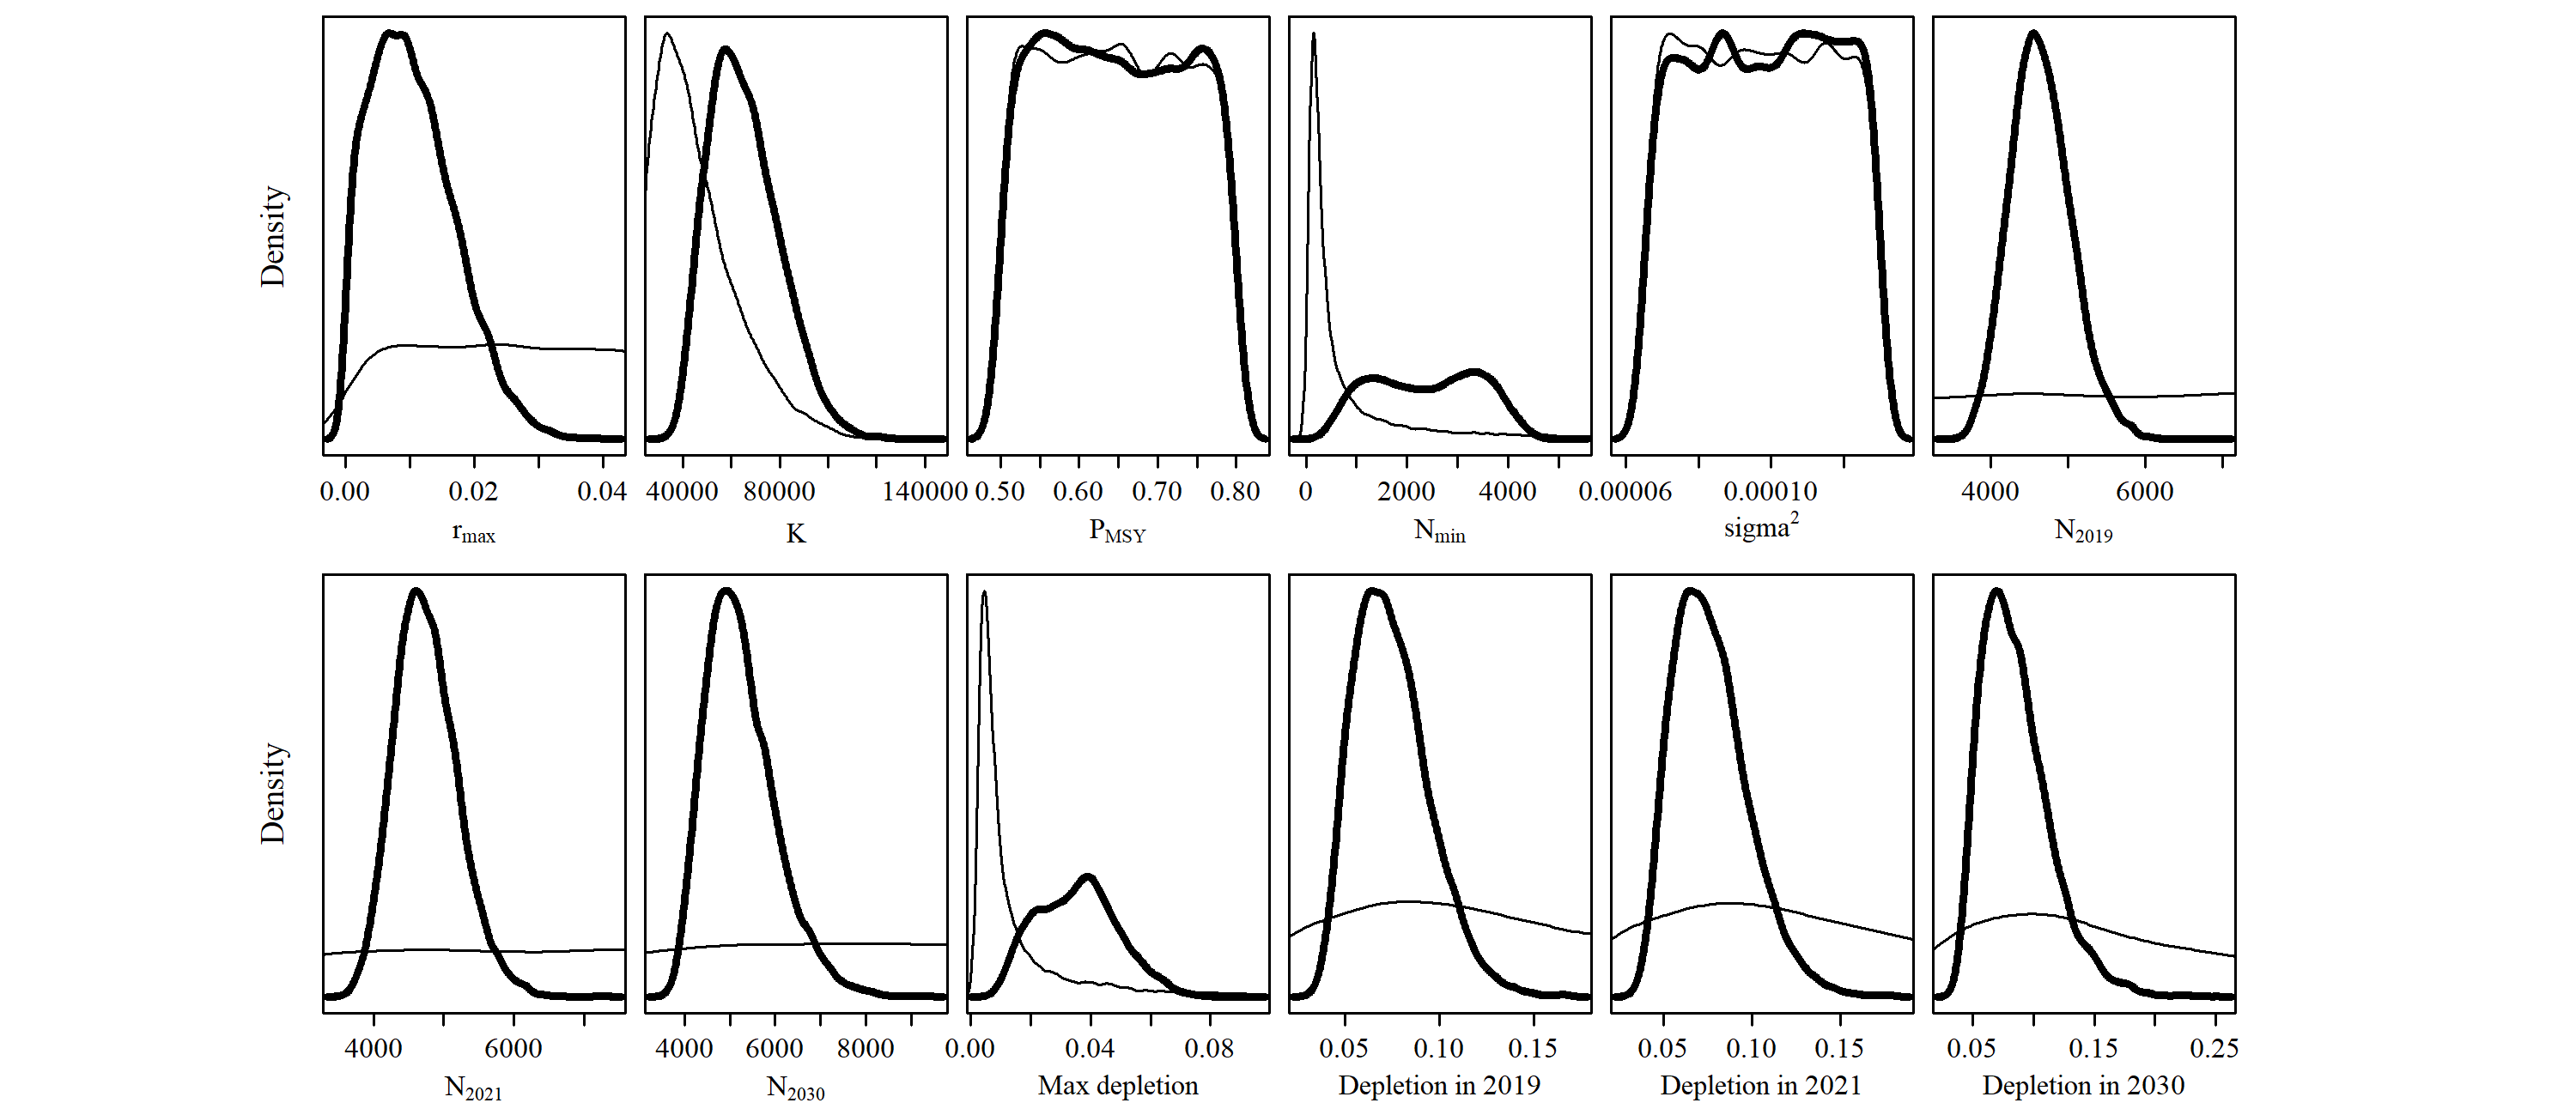 Density
0.00 0.02 0.04 40000 80000 140000 0.50 0.60 0.70 0.80 0 2000 4000 0.00006 0.00010 4000 6000
r_max K P_MSY N_min sigma² N_2019
Density
4000 6000 4000 6000 8000 0.00 0.04 0.08 0.05 0.10 0.15 0.05 0.10 0.15 0.05 0.15 0.25
N_2021 N_2030 Max depletion Depletion in 2019 Depletion in 2021 Depletion in 2030